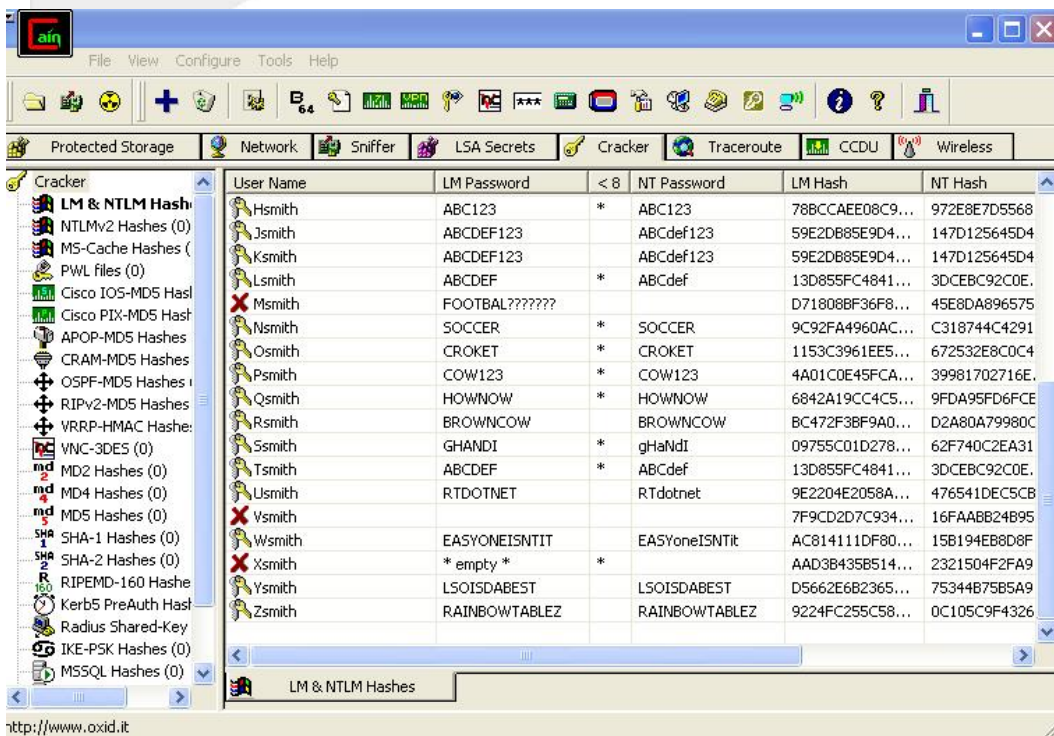 Cain
File View Configure Tools Help
B64
Protected Storage Network Sniffer LSA Secrets Cracker Traceroute CCDU Wireless
Cracker
LM & NTLM Hash
NTLMv2 Hashes (0)
MS-Cache Hashes (
PWL files (0)
Cisco IOS-MD5 Hasl
Cisco PIX-MD5 Hash
APOP-MD5 Hashes
CRAM-MD5 Hashes
OSPF-MD5 Hashes (
RIPv2-MD5 Hashes
VRRP-HMAC Hashe:
VNC-3DES (0)
MD2 Hashes (0)
MD4 Hashes (0)
MD5 Hashes (0)
SHA-1 Hashes (0)
SHA-2 Hashes (0)
RIPEMD-160 Hashe
Kerb5 PreAuth Hash
Radius Shared-Key
IKE-PSK Hashes (0)
MSSQL Hashes (0)
User Name LM Password < 8 NT Password LM Hash NT Hash
Hsmith ABC123 * ABC123 78BCCAEE08C9... 972E8E7D5568
Jsmith ABCDEF123 ABCdef123 59E2DB85E9D4... 147D125645D4
Ksmith ABCDEF123 ABCdef123 59E2DB85E9D4... 147D125645D4
Lsmith ABCDEF * ABCdef 13D855FC4841... 3DCEBC92C0E.
Msmith FOOTBAL??????? D71808BF36F8... 45E8DA896575
Nsmith SOCCER * SOCCER 9C92FA4960AC... C318744C4291
Osmith CROKET * CROKET 1153C3961EE5... 672532E8C0C4
Psmith COW123 * COW123 4A01C0E45FCA... 39981702716E.
Qsmith HOWNOW * HOWNOW 6842A19CC4C5... 9FDA95FD6FCE
Rsmith BROWNCOW BROWNCOW BC472F3BF9A0... D2A80A79980C
Ssmith GHANDI * gHaNdI 09755C01D278... 62F740C2EA31
Tsmith ABCDEF * ABCdef 13D855FC4841... 3DCEBC92C0E.
Usmith RTDOTNET RTdotnet 9E2204E2058A... 476541DEC5CB
Vsmith 7F9CD2D7C934... 16FAABB24B95
Wsmith EASYONEISNTIT EASYoneISNTit AC814111DF80... 15B194EB8D8F
Xsmith * empty * * AAD3B435B514... 2321504F2FA9
Ysmith LSOISDABEST LSOISDABEST D5662E6B2365... 75344B75B5A9
Zsmith RAINBOWTABLEZ RAINBOWTABLEZ 9224FC255C58... 0C105C9F4326
LM & NTLM Hashes
http://www.oxid.it